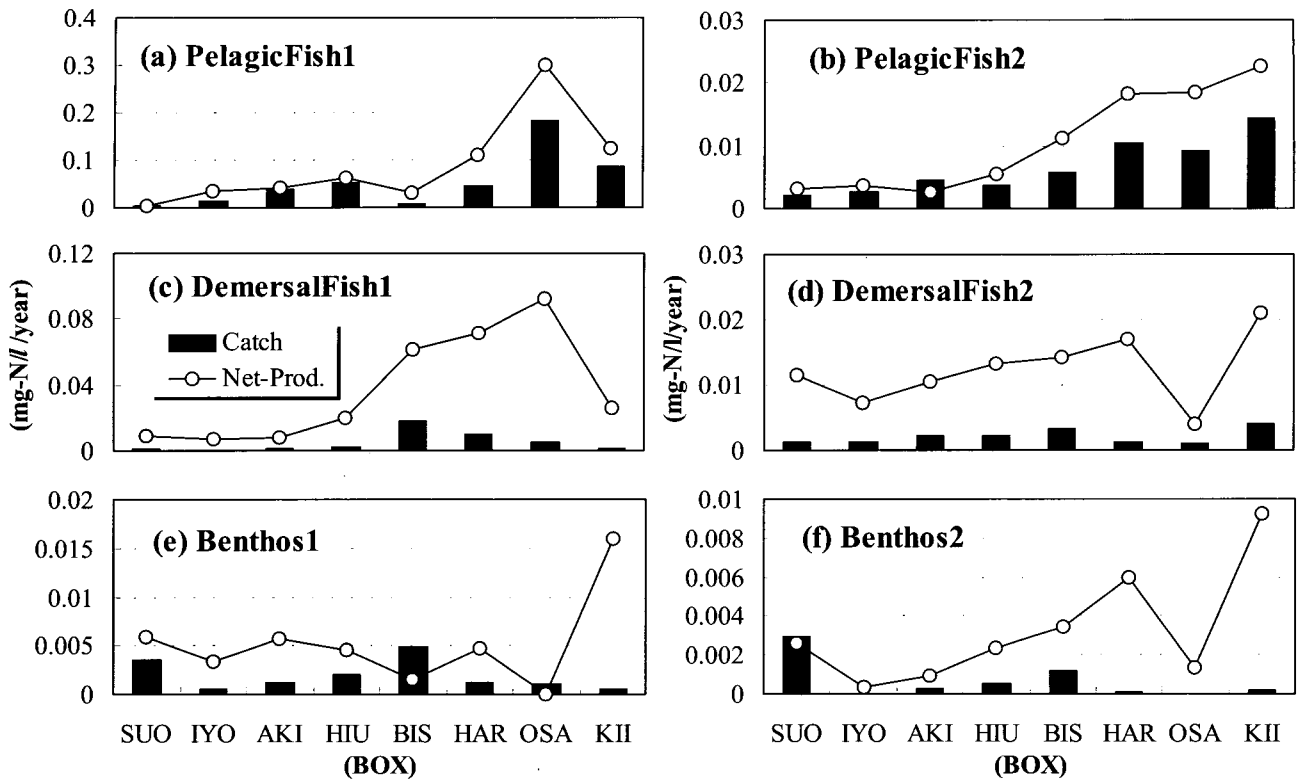 (a) PelagicFish1
0.4
0.3
0.2
0.1
0
(b) PelagicFish2
0.03
0.02
0.01
0
(c) DemersalFish1
0.12
0.08
0.04
0
Catch
Net-Prod.
(mg-N/l /year)
(d) DemersalFish2
0.03
0.02
0.01
0
(mg-N/l/year)
(e) Benthos1
0.02
0.015
0.01
0.005
0
SUO IYO AKI HIU BIS HAR OSA KII
(BOX)
(f) Benthos2
0.01
0.008
0.006
0.004
0.002
0
SUO IYO AKI HIU BIS HAR OSA KII
(BOX)